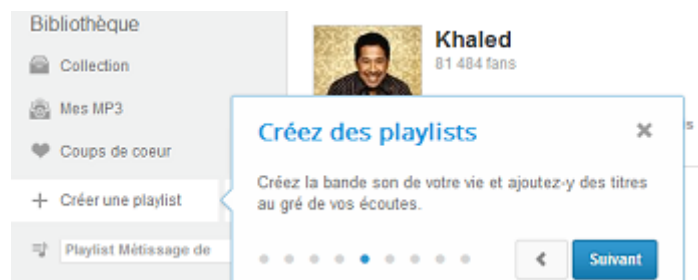 Bibliothèque
Collection
Mes MP3
Coups de coeur
Créer une playlist
Playlist Métissage de
Khaled
81 484 fans
s
Créez des playlists
Créez la bande son de votre vie et ajoutez-y des titres
au gré de vos écoutes.
Suivant